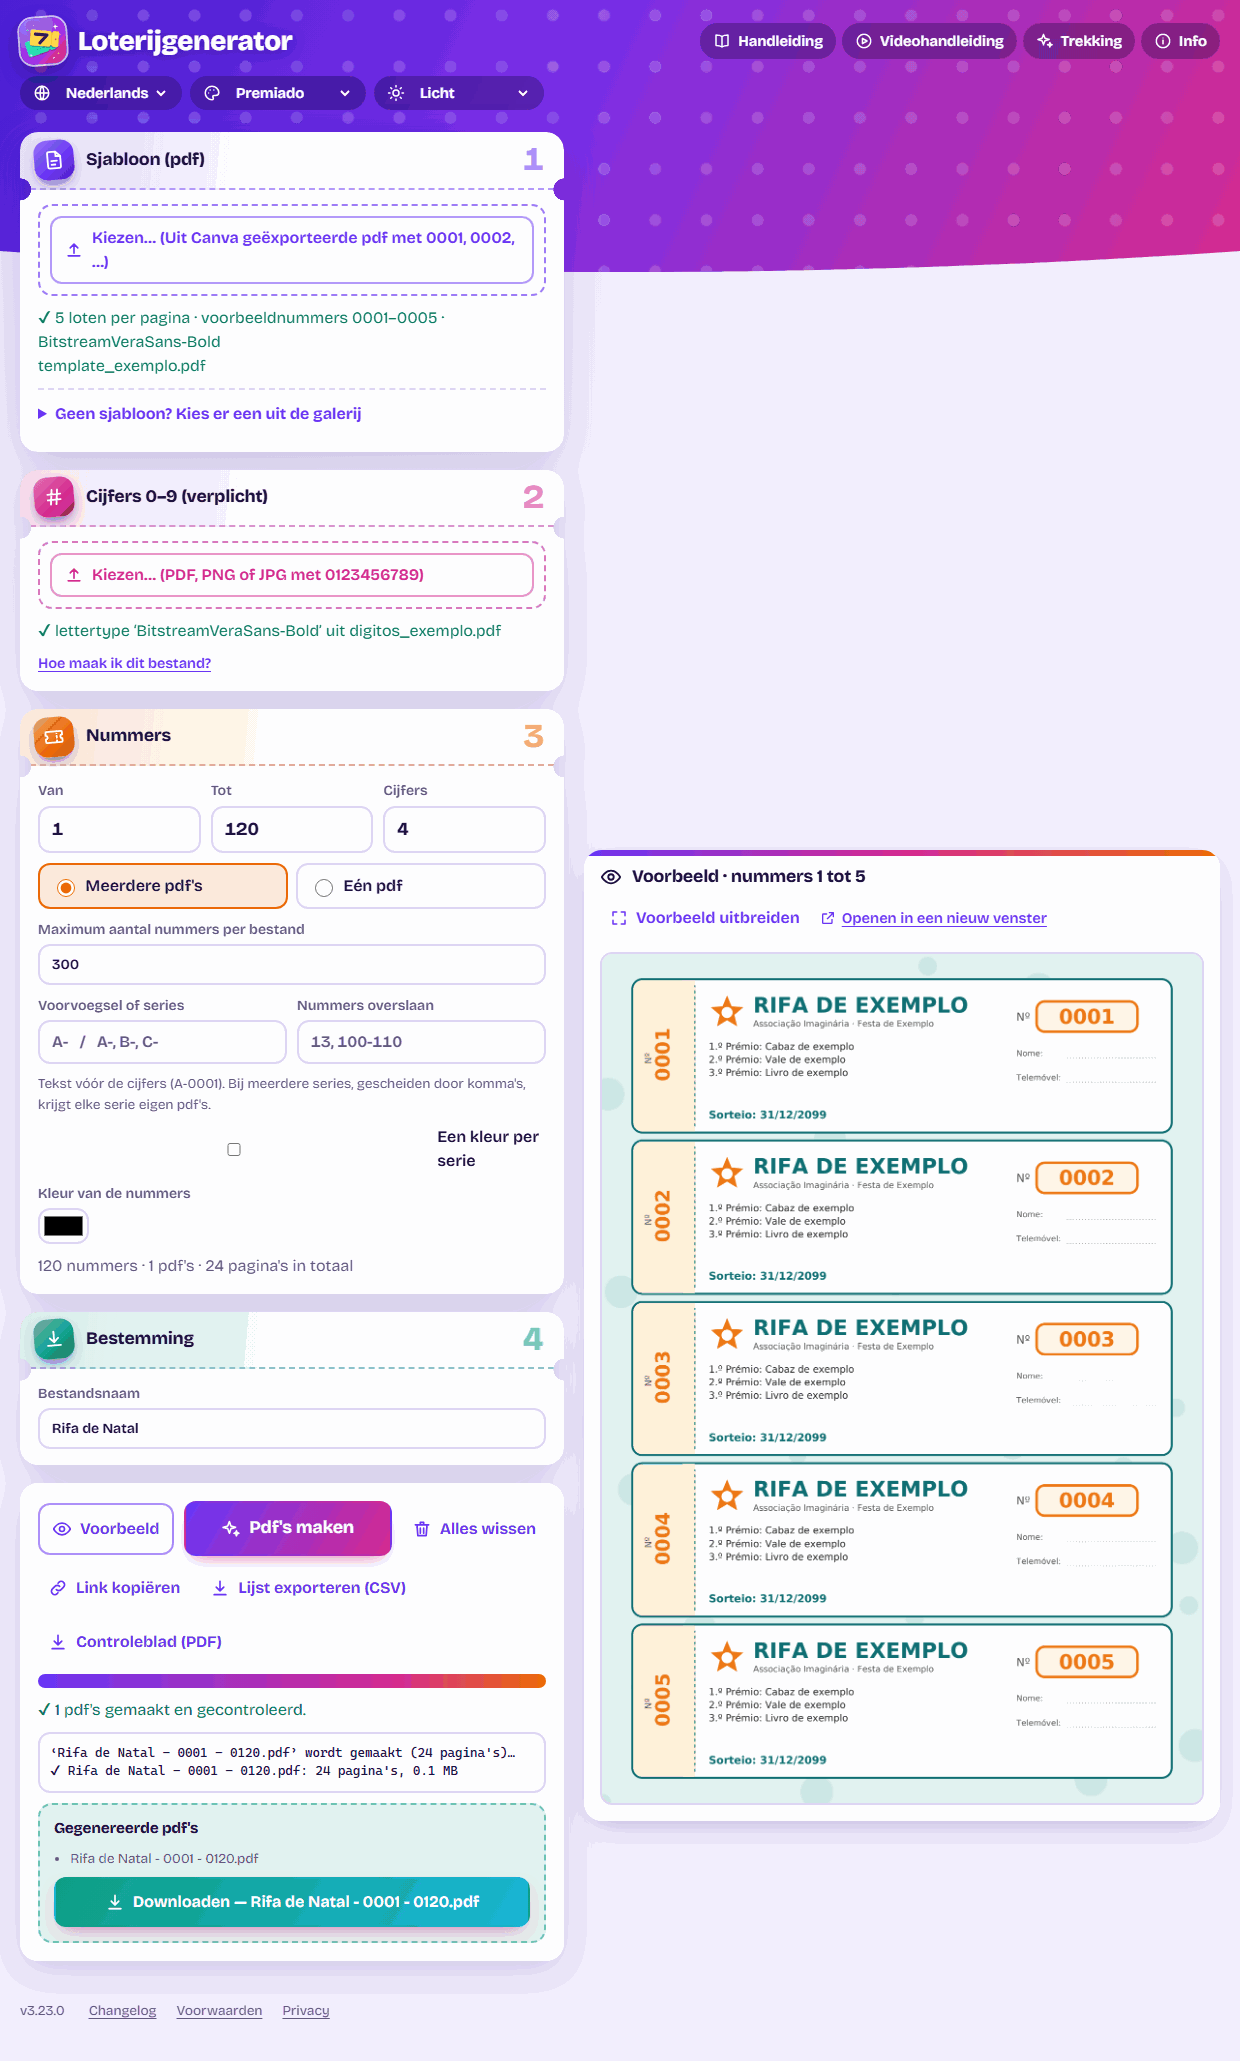 Loterijgenerator
Handleiding
Videohandleiding
Trekking
Info
Nederlands
Premiado
Licht
Sjabloon (pdf)
1
Kiezen... (Uit Canva geëxporteerde pdf met 0001, 0002,
...)
✓ 5 loten per pagina · voorbeeldnummers 0001–0005 ·
BitstreamVeraSans-Bold
template_exemplo.pdf
Geen sjabloon? Kies er een uit de galerij
Cijfers 0–9 (verplicht)
2
Kiezen... (PDF, PNG of JPG met 0123456789)
✓ lettertype ‘BitstreamVeraSans-Bold’ uit digitos_exemplo.pdf
Hoe maak ik dit bestand?
Nummers
3
Van
Tot
Cijfers
1
120
4
Meerdere pdf's
Eén pdf
Maximum aantal nummers per bestand
300
Voorvoegsel of series
Nummers overslaan
A- / A-, B-, C-
13, 100-110
Tekst vóór de cijfers (A-0001). Bij meerdere series, gescheiden door komma's,
krijgt elke serie eigen pdf's.
Een kleur per
serie
Kleur van de nummers
120 nummers · 1 pdf's · 24 pagina's in totaal
Bestemming
4
Bestandsnaam
Rifa de Natal
Voorbeeld
Pdf's maken
Alles wissen
Link kopiëren
Lijst exporteren (CSV)
Controleblad (PDF)
✓ 1 pdf's gemaakt en gecontroleerd.
‘Rifa de Natal – 0001 – 0120.pdf’ wordt gemaakt (24 pagina's)…
✓ Rifa de Natal – 0001 – 0120.pdf: 24 pagina's, 0.1 MB
Gegenereerde pdf's
• Rifa de Natal - 0001 - 0120.pdf
Downloaden — Rifa de Natal - 0001 - 0120.pdf
v3.23.0
Changelog
Voorwaarden
Privacy
Voorbeeld · nummers 1 tot 5
Voorbeeld uitbreiden
Openen in een nieuw venster
Nº 0001
RIFA DE EXEMPLO
Associação Imaginária · Festa de Exemplo
1.º Prémio: Cabaz de exemplo
2.º Prémio: Vale de exemplo
3.º Prémio: Livro de exemplo
Sorteio: 31/12/2099
Nº 0001
Nome:
Telemóvel:
Nº 0002
RIFA DE EXEMPLO
Associação Imaginária · Festa de Exemplo
1.º Prémio: Cabaz de exemplo
2.º Prémio: Vale de exemplo
3.º Prémio: Livro de exemplo
Sorteio: 31/12/2099
Nº 0002
Nome:
Telemóvel:
Nº 0003
RIFA DE EXEMPLO
Associação Imaginária · Festa de Exemplo
1.º Prémio: Cabaz de exemplo
2.º Prémio: Vale de exemplo
3.º Prémio: Livro de exemplo
Sorteio: 31/12/2099
Nº 0003
Nome:
Telemóvel:
Nº 0004
RIFA DE EXEMPLO
Associação Imaginária · Festa de Exemplo
1.º Prémio: Cabaz de exemplo
2.º Prémio: Vale de exemplo
3.º Prémio: Livro de exemplo
Sorteio: 31/12/2099
Nº 0004
Nome:
Telemóvel:
Nº 0005
RIFA DE EXEMPLO
Associação Imaginária · Festa de Exemplo
1.º Prémio: Cabaz de exemplo
2.º Prémio: Vale de exemplo
3.º Prémio: Livro de exemplo
Sorteio: 31/12/2099
Nº 0005
Nome:
Telemóvel: